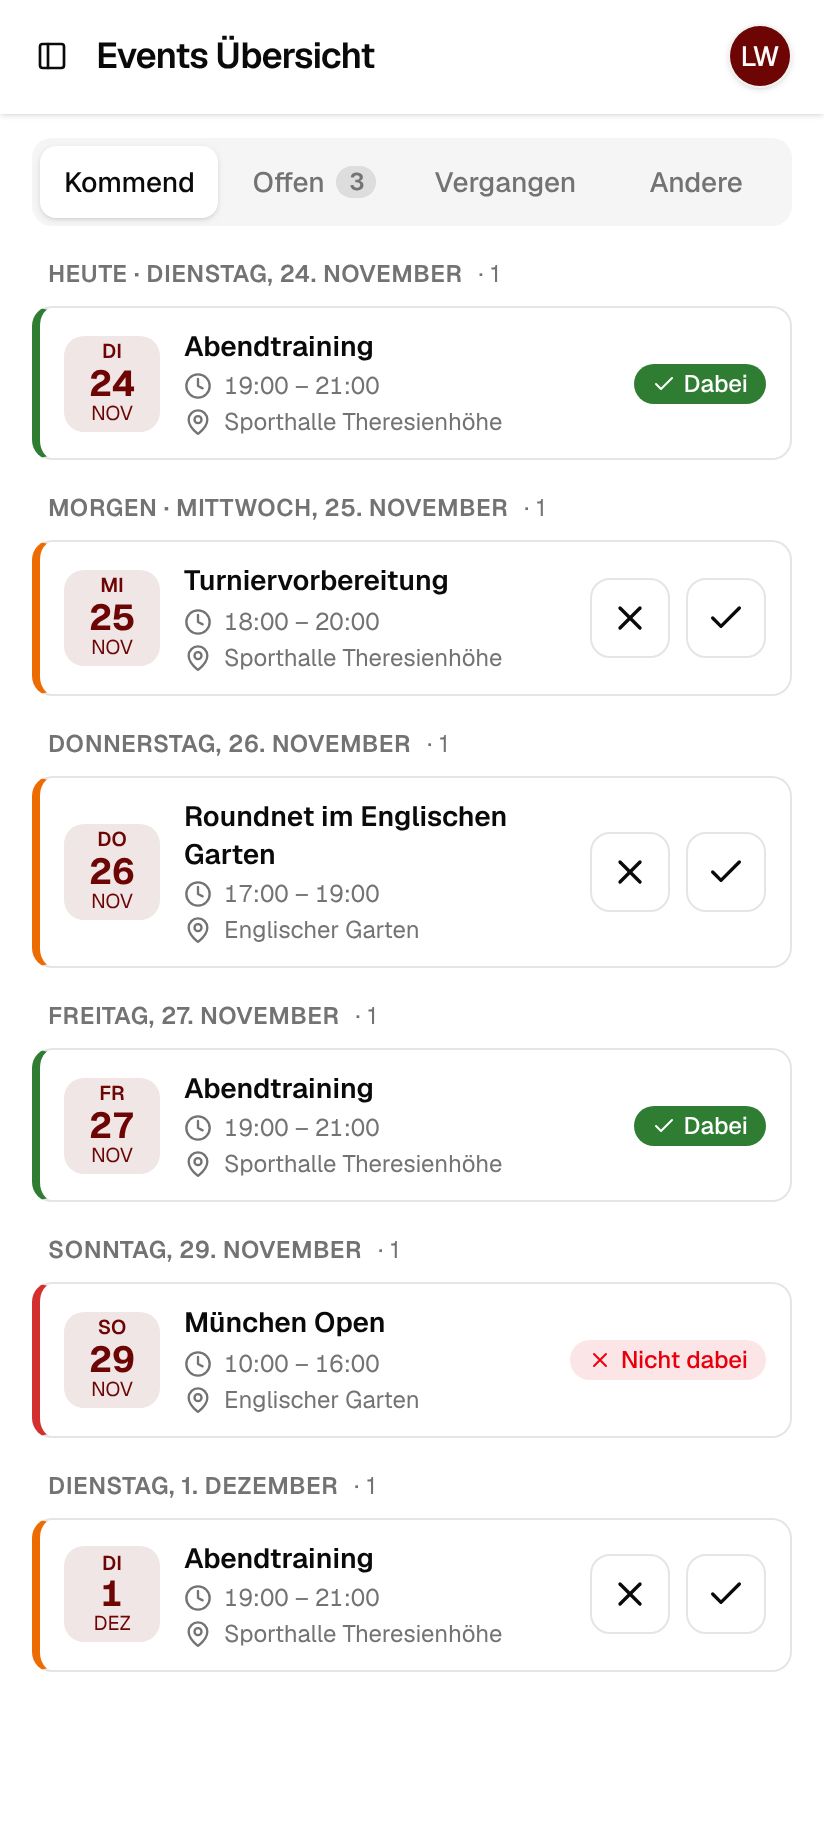 Events Übersicht
LW
Kommend
Offen 3
Vergangen
Andere
HEUTE · DIENSTAG, 24. NOVEMBER · 1
DI
24
NOV
Abendtraining
19:00 – 21:00
Sporthalle Theresienhöhe
Dabei
MORGEN · MITTWOCH, 25. NOVEMBER · 1
MI
25
NOV
Turniervorbereitung
18:00 – 20:00
Sporthalle Theresienhöhe
DONNERSTAG, 26. NOVEMBER · 1
DO
26
NOV
Roundnet im Englischen
Garten
17:00 – 19:00
Englischer Garten
FREITAG, 27. NOVEMBER · 1
FR
27
NOV
Abendtraining
19:00 – 21:00
Sporthalle Theresienhöhe
Dabei
SONNTAG, 29. NOVEMBER · 1
SO
29
NOV
München Open
10:00 – 16:00
Englischer Garten
Nicht dabei
DIENSTAG, 1. DEZEMBER · 1
DI
1
DEZ
Abendtraining
19:00 – 21:00
Sporthalle Theresienhöhe